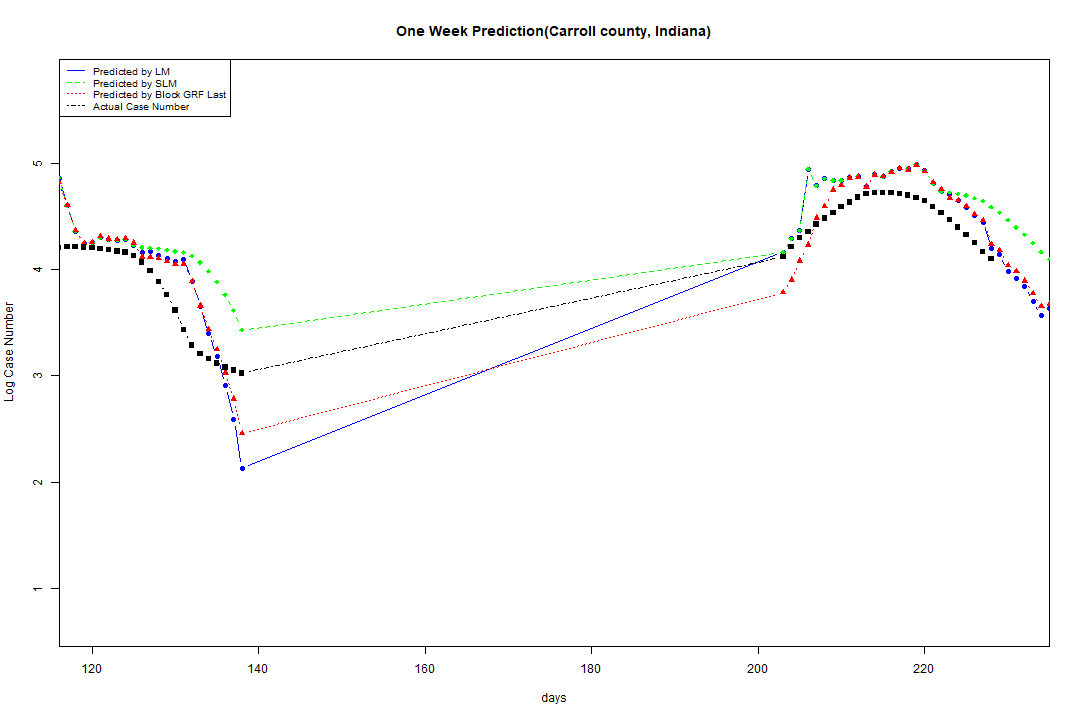 One Week Prediction(Carroll county, Indiana)
Predicted by LM
Predicted by SLM
Predicted by Block GRF Last
Actual Case Number
5
4
3
2
1
Log Case Number
120 140 160 180 200 220
days